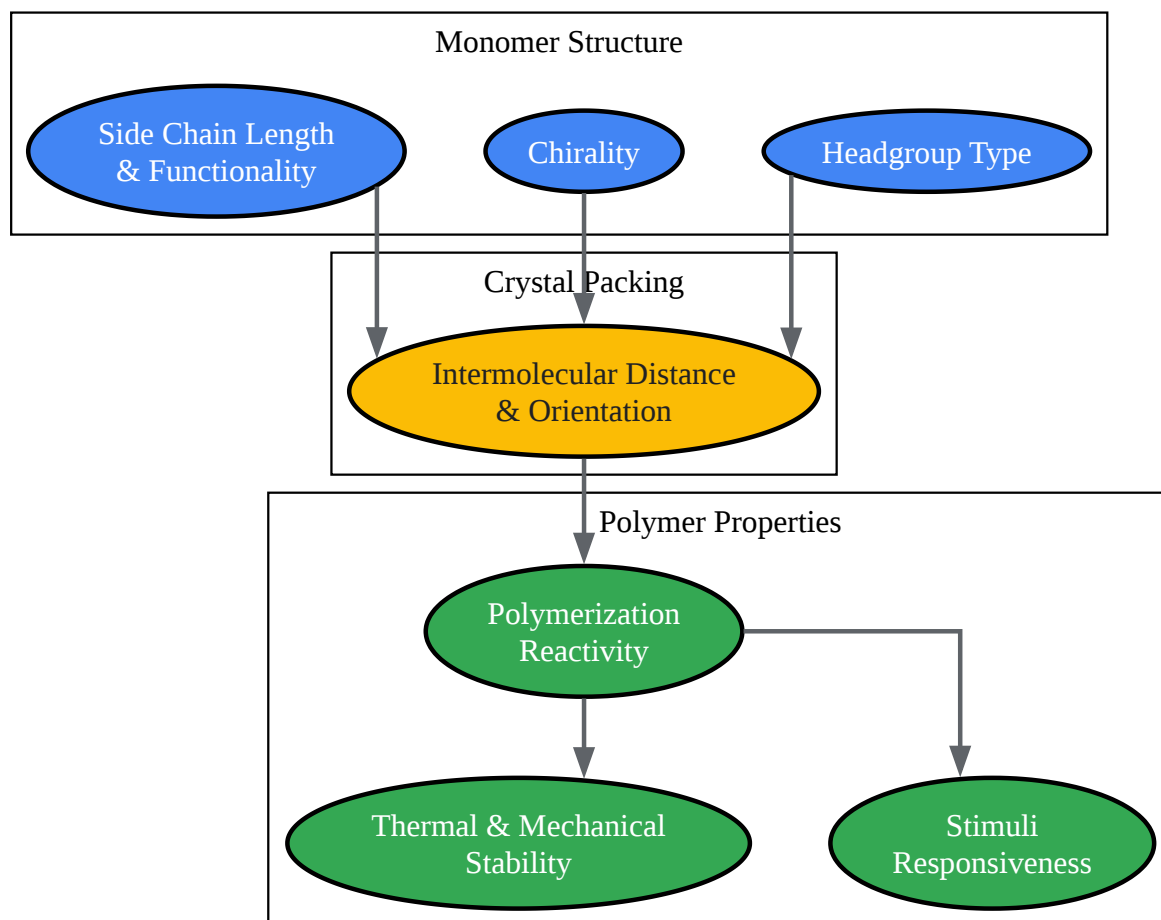 Monomer Structure
Side Chain Length
& Functionality
Chirality
Headgroup Type
Crystal Packing
Intermolecular Distance
& Orientation
Polymer Properties
Polymerization
Reactivity
Thermal & Mechanical
Stability
Stimuli
Responsiveness